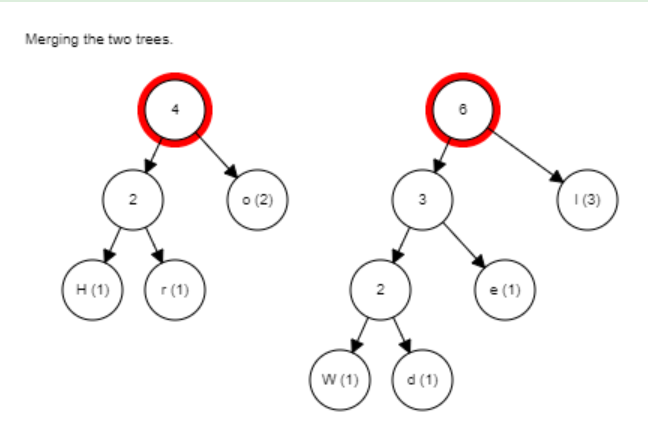 Merging the two trees.
4
6
2
o (2)
3
l (3)
H (1)
r (1)
2
e (1)
W (1)
d (1)